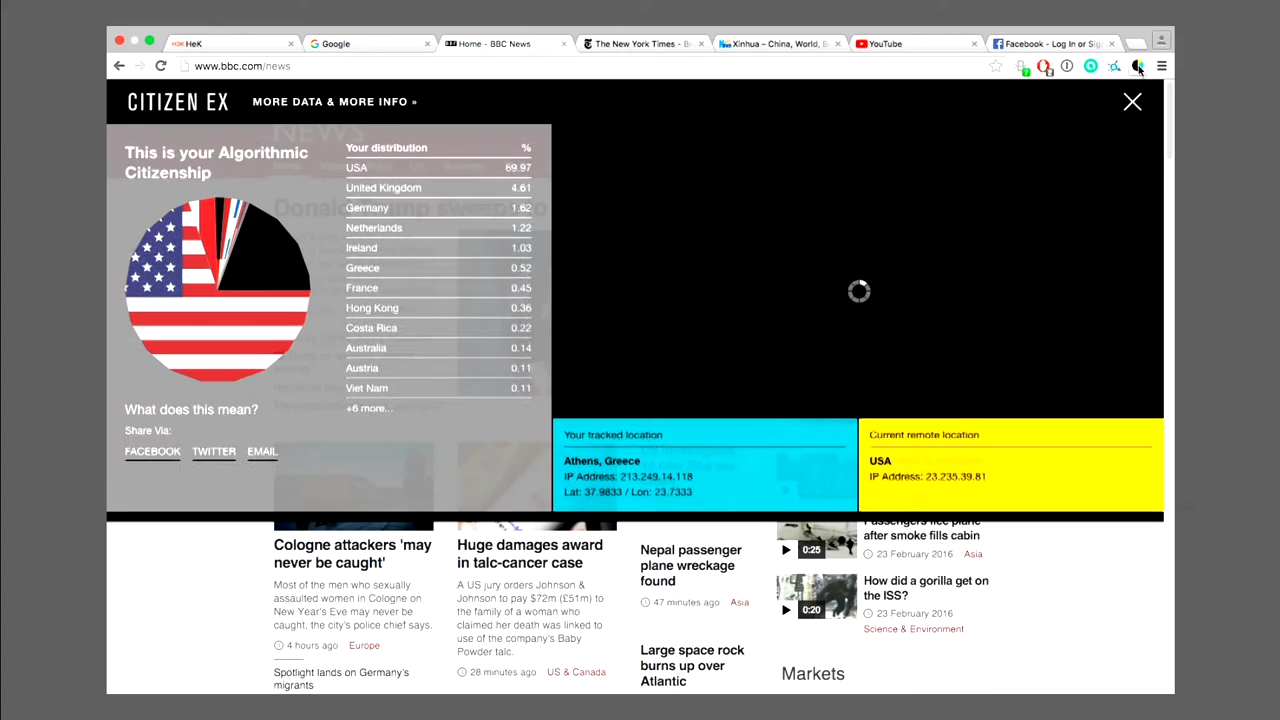 HeK
Google
Home - BBC News
The New York Times - Br
Xinhua – China, World, B
YouTube
Facebook - Log In or Sig
www.bbc.com/news
CITIZEN EX
MORE DATA & MORE INFO »
This is your Algorithmic
Citizenship
Your distribution %
USA 69.97
United Kingdom 4.61
Germany 1.62
Netherlands 1.22
Ireland 1.03
Greece 0.52
France 0.45
Hong Kong 0.36
Costa Rica 0.22
Australia 0.14
Austria 0.11
Viet Nam 0.11
+6 more...
What does this mean?
Share Via:
FACEBOOK TWITTER EMAIL
Your tracked location
Athens, Greece
IP Address: 213.249.14.118
Lat: 37.9833 / Lon: 23.7333
Current remote location
USA
IP Address: 23.235.39.81
NEWS
Cologne attackers 'may
never be caught'
Most of the men who sexually
assaulted women in Cologne on
New Year's Eve may never be
caught, the city's police chief says.
4 hours ago Europe
Spotlight lands on Germany's
migrants
Huge damages award
in talc-cancer case
A US jury orders Johnson &
Johnson to pay $72m (£51m) to
the family of a woman who
claimed her death was linked to
use of the company's Baby
Powder talc.
28 minutes ago US & Canada
Nepal passenger
plane wreckage
found
47 minutes ago Asia
Large space rock
burns up over
Atlantic
0:25
Passengers flee plane
after smoke fills cabin
23 February 2016 Asia
0:20
How did a gorilla get on
the ISS?
23 February 2016
Science & Environment
Markets